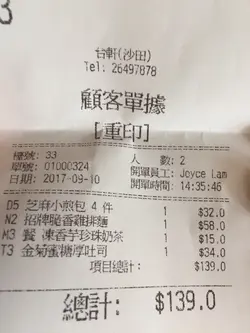 3
台軒(沙田)
Tel: 26497878
顧客單據
[重印]
檯號: 33 人 數: 2
單號: 01000324 開單員工: Joyce Lam
日期: 2017-09-10 開單時間: 14:35:46
D5 芝麻小煎包 4 件 1 $32.0
N2 招牌脆香雞排麵 1 $58.0
M3 餐 凍香芋珍珠奶茶 1 $15.0
T3 金菊蜜糖厚吐司 1 $34.0
項目總計: $139.0
總計: $139.0